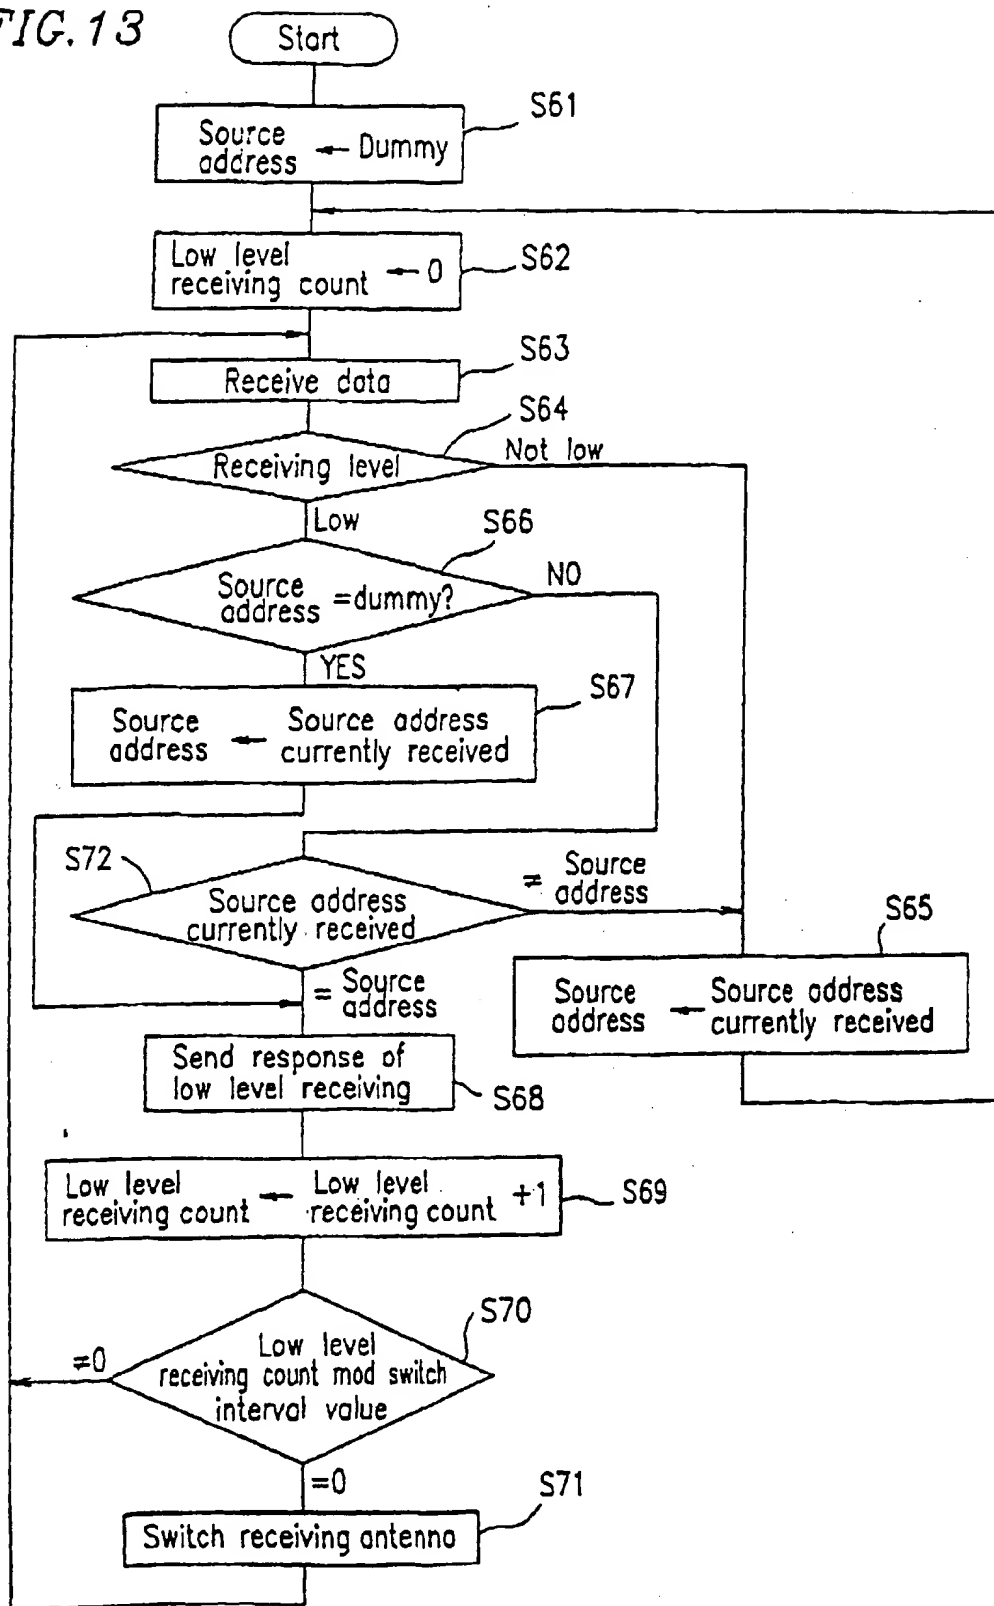 FIG.13
Start
S61
Source address ← Dummy
S62
Low level receiving count ← 0
S63
Receive data
S64
Receiving level
Not low
Low
S66
Source address =dummy?
NO
YES
S67
Source address ← Source address currently received
S72
Source address currently received
≠ Source address
= Source address
S65
Source address ← Source address currently received
Send response of low level receiving
S68
Low level receiving count ← Low level receiving count +1
S69
S70
Low level receiving count mod switch interval value
≠0
=0
S71
Switch receiving antenna